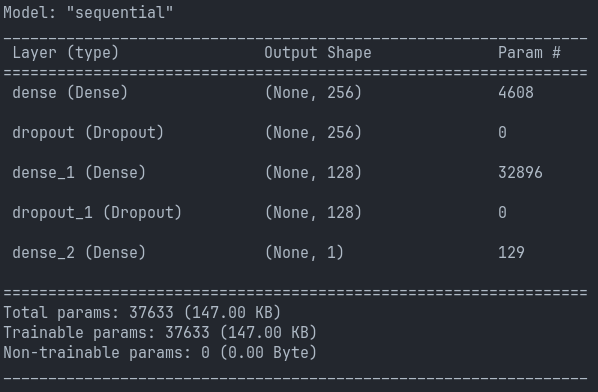 Model: "sequential"
_________________________________________________________________
Layer (type)                Output Shape              Param #
=================================================================
dense (Dense)               (None, 256)               4608
dropout (Dropout)           (None, 256)               0
dense_1 (Dense)             (None, 128)               32896
dropout_1 (Dropout)         (None, 128)               0
dense_2 (Dense)             (None, 1)                 129
=================================================================
Total params: 37633 (147.00 KB)
Trainable params: 37633 (147.00 KB)
Non-trainable params: 0 (0.00 Byte)
_________________________________________________________________